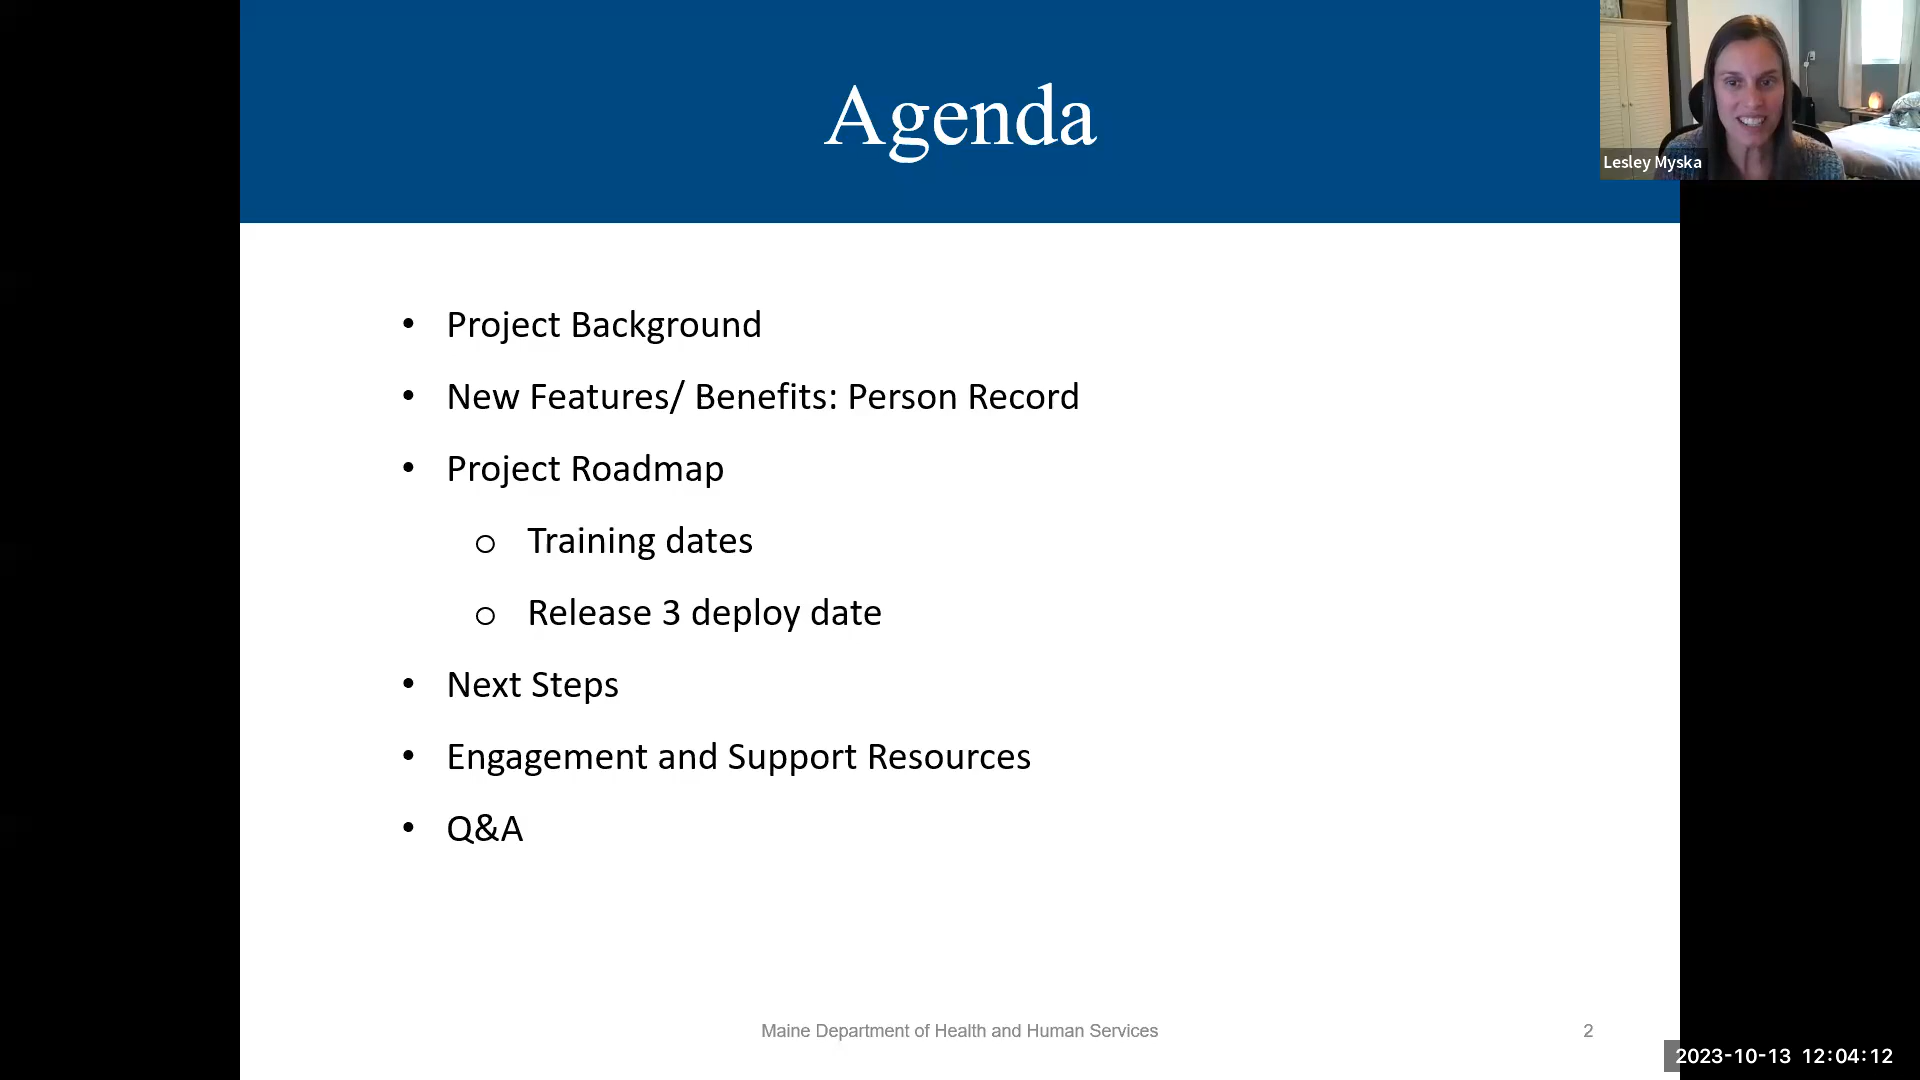 Agenda
Lesley Myska
• Project Background
• New Features/ Benefits: Person Record
• Project Roadmap
o Training dates
o Release 3 deploy date
• Next Steps
• Engagement and Support Resources
• Q&A
Maine Department of Health and Human Services
2
2023-10-13 12:04:12